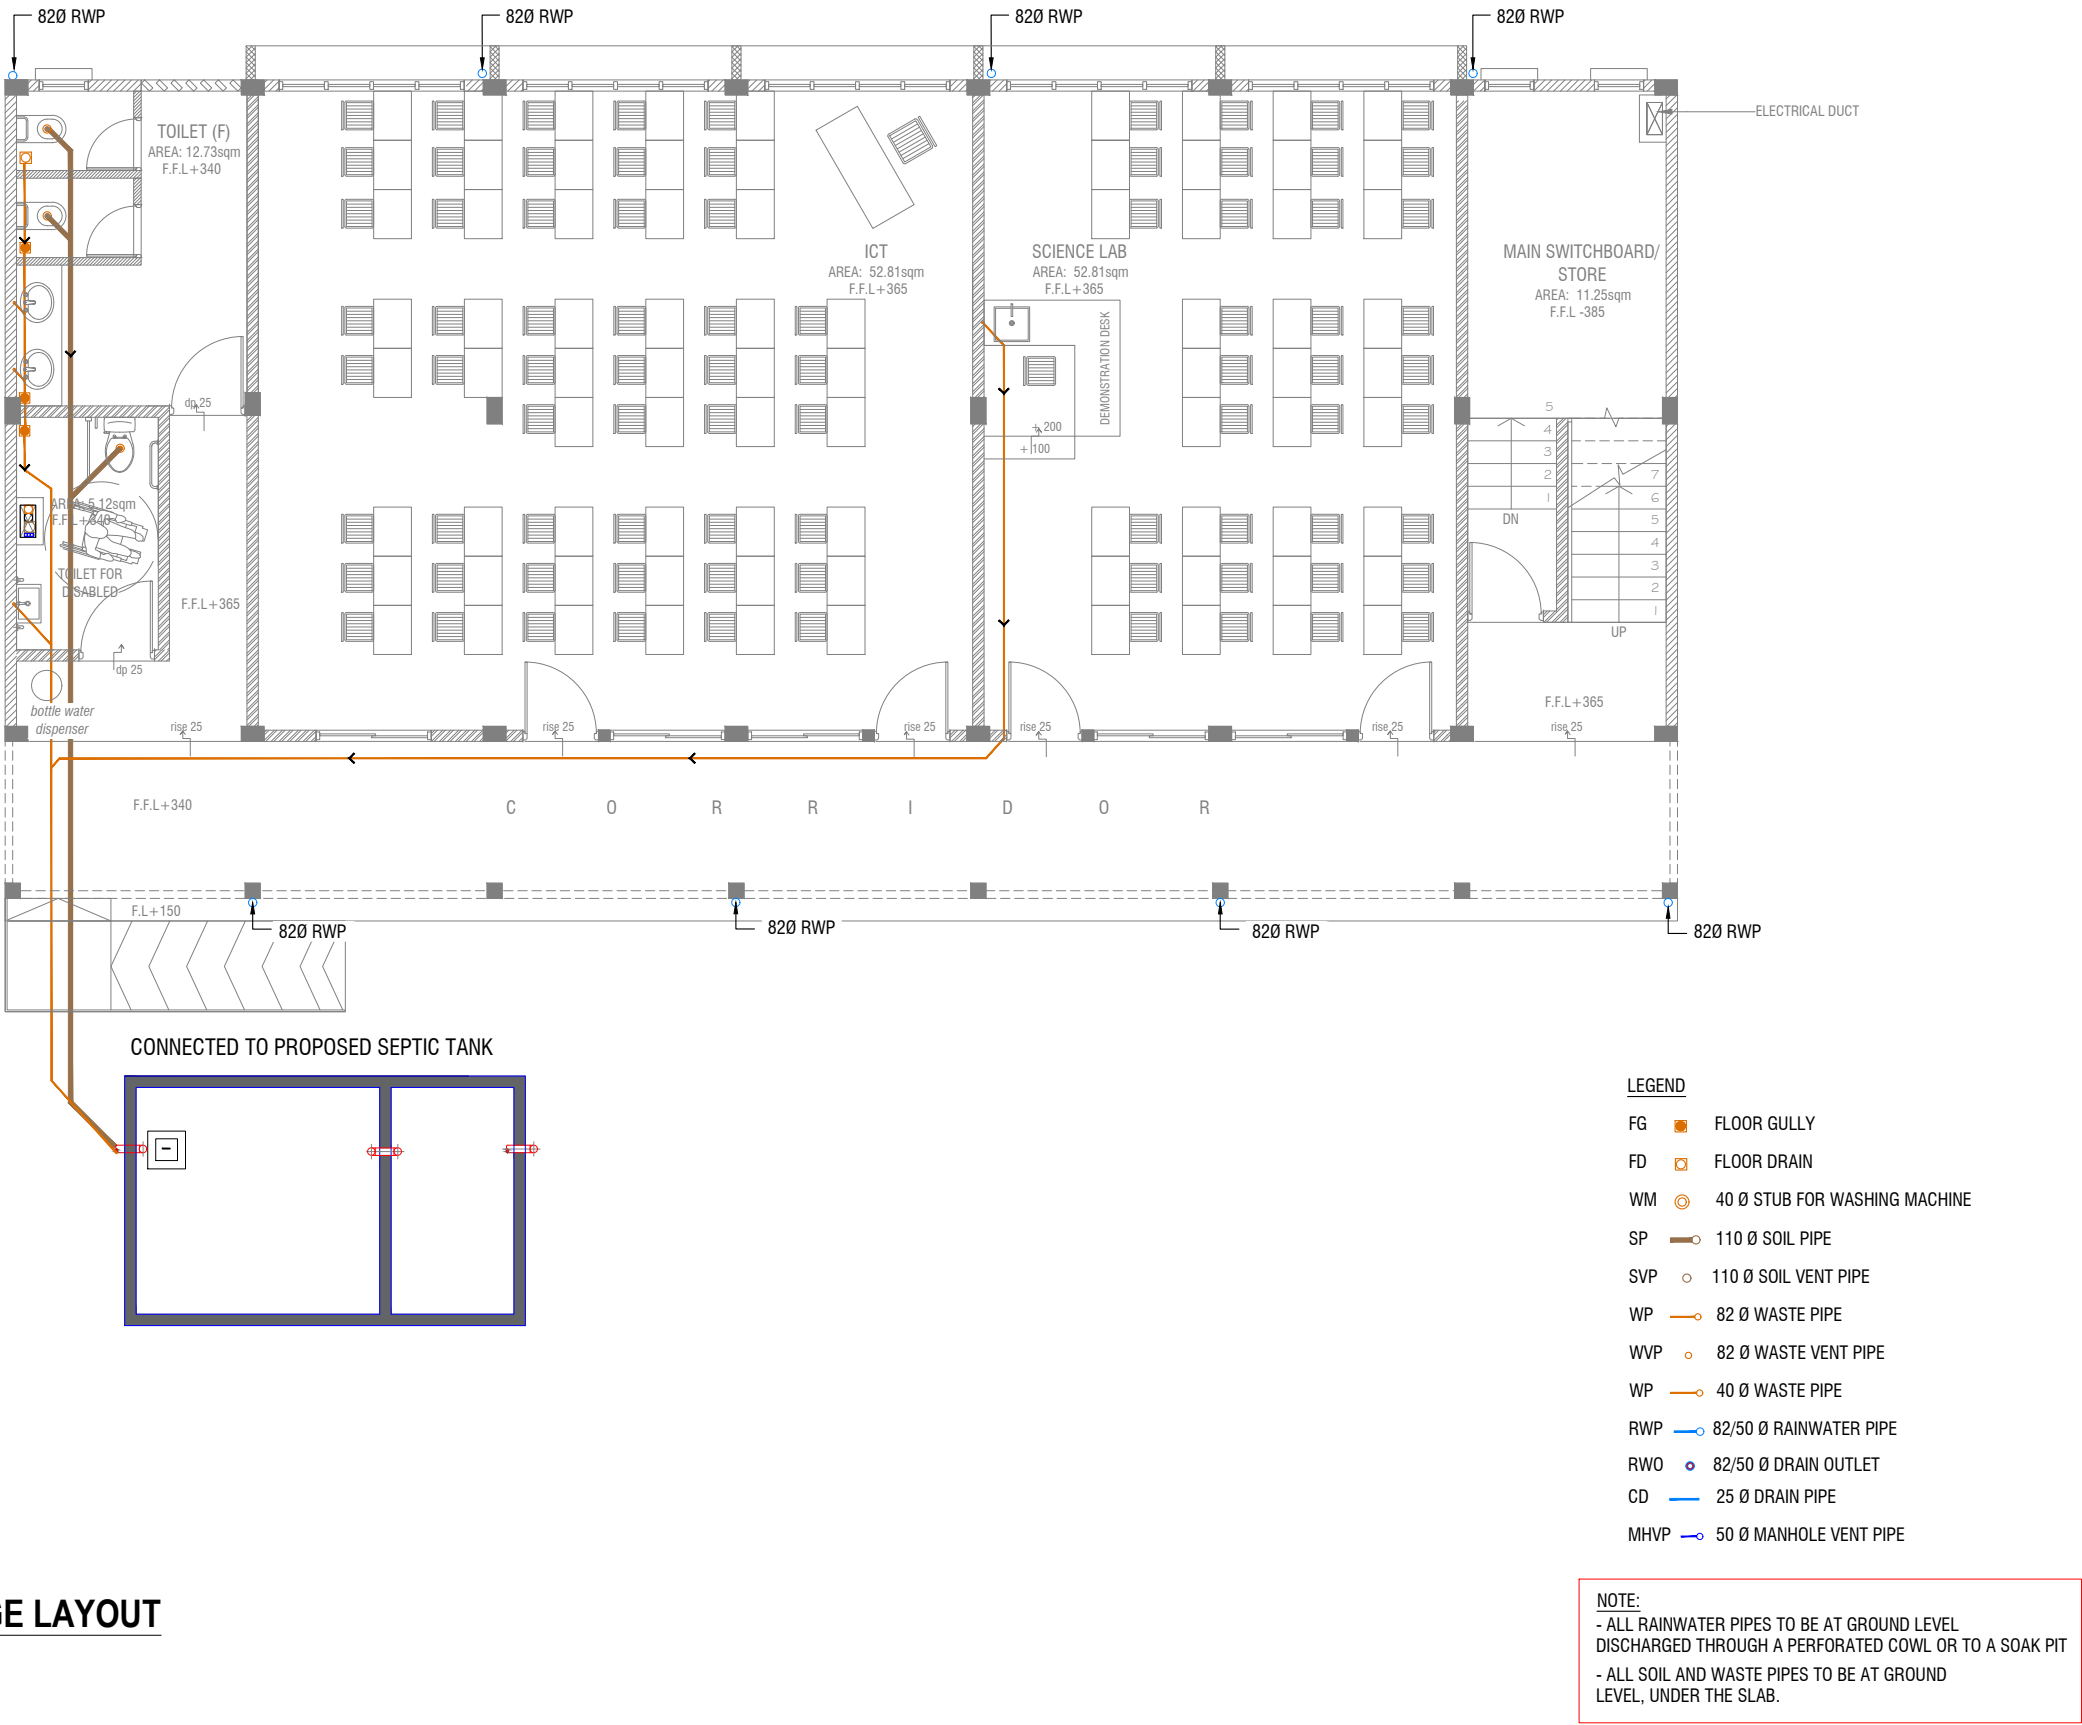 82Ø RWP
82Ø RWP
82Ø RWP
82Ø RWP
ELECTRICAL DUCT
TOILET (F)
AREA: 12.73sqm
F.F.L+340
ICT
AREA: 52.81sqm
F.F.L+365
SCIENCE LAB
AREA: 52.81sqm
F.F.L+365
MAIN SWITCHBOARD/
STORE
AREA: 11.25sqm
F.F.L -385
DEMONSTRATION DESK
dp 25
+200
+100
5
4
3
2
1
DN
7
6
5
4
3
2
1
UP
AREA: 5.12sqm
F.F.L+340
TOILET FOR
DISABLED
F.F.L+365
dp 25
bottle water
dispenser
F.F.L+365
rise 25
rise 25
rise 25
rise 25
rise 25
rise 25
F.F.L+340
C O R R I D O R
F.L+150
82Ø RWP
82Ø RWP
82Ø RWP
82Ø RWP
CONNECTED TO PROPOSED SEPTIC TANK
LEGEND
FG FLOOR GULLY
FD FLOOR DRAIN
WM 40 Ø STUB FOR WASHING MACHINE
SP 110 Ø SOIL PIPE
SVP 110 Ø SOIL VENT PIPE
WP 82 Ø WASTE PIPE
WVP 82 Ø WASTE VENT PIPE
WP 40 Ø WASTE PIPE
RWP 82/50 Ø RAINWATER PIPE
RWO 82/50 Ø DRAIN OUTLET
CD 25 Ø DRAIN PIPE
MHVP 50 Ø MANHOLE VENT PIPE
GE LAYOUT
NOTE:
- ALL RAINWATER PIPES TO BE AT GROUND LEVEL
DISCHARGED THROUGH A PERFORATED COWL OR TO A SOAK PIT
- ALL SOIL AND WASTE PIPES TO BE AT GROUND
LEVEL, UNDER THE SLAB.